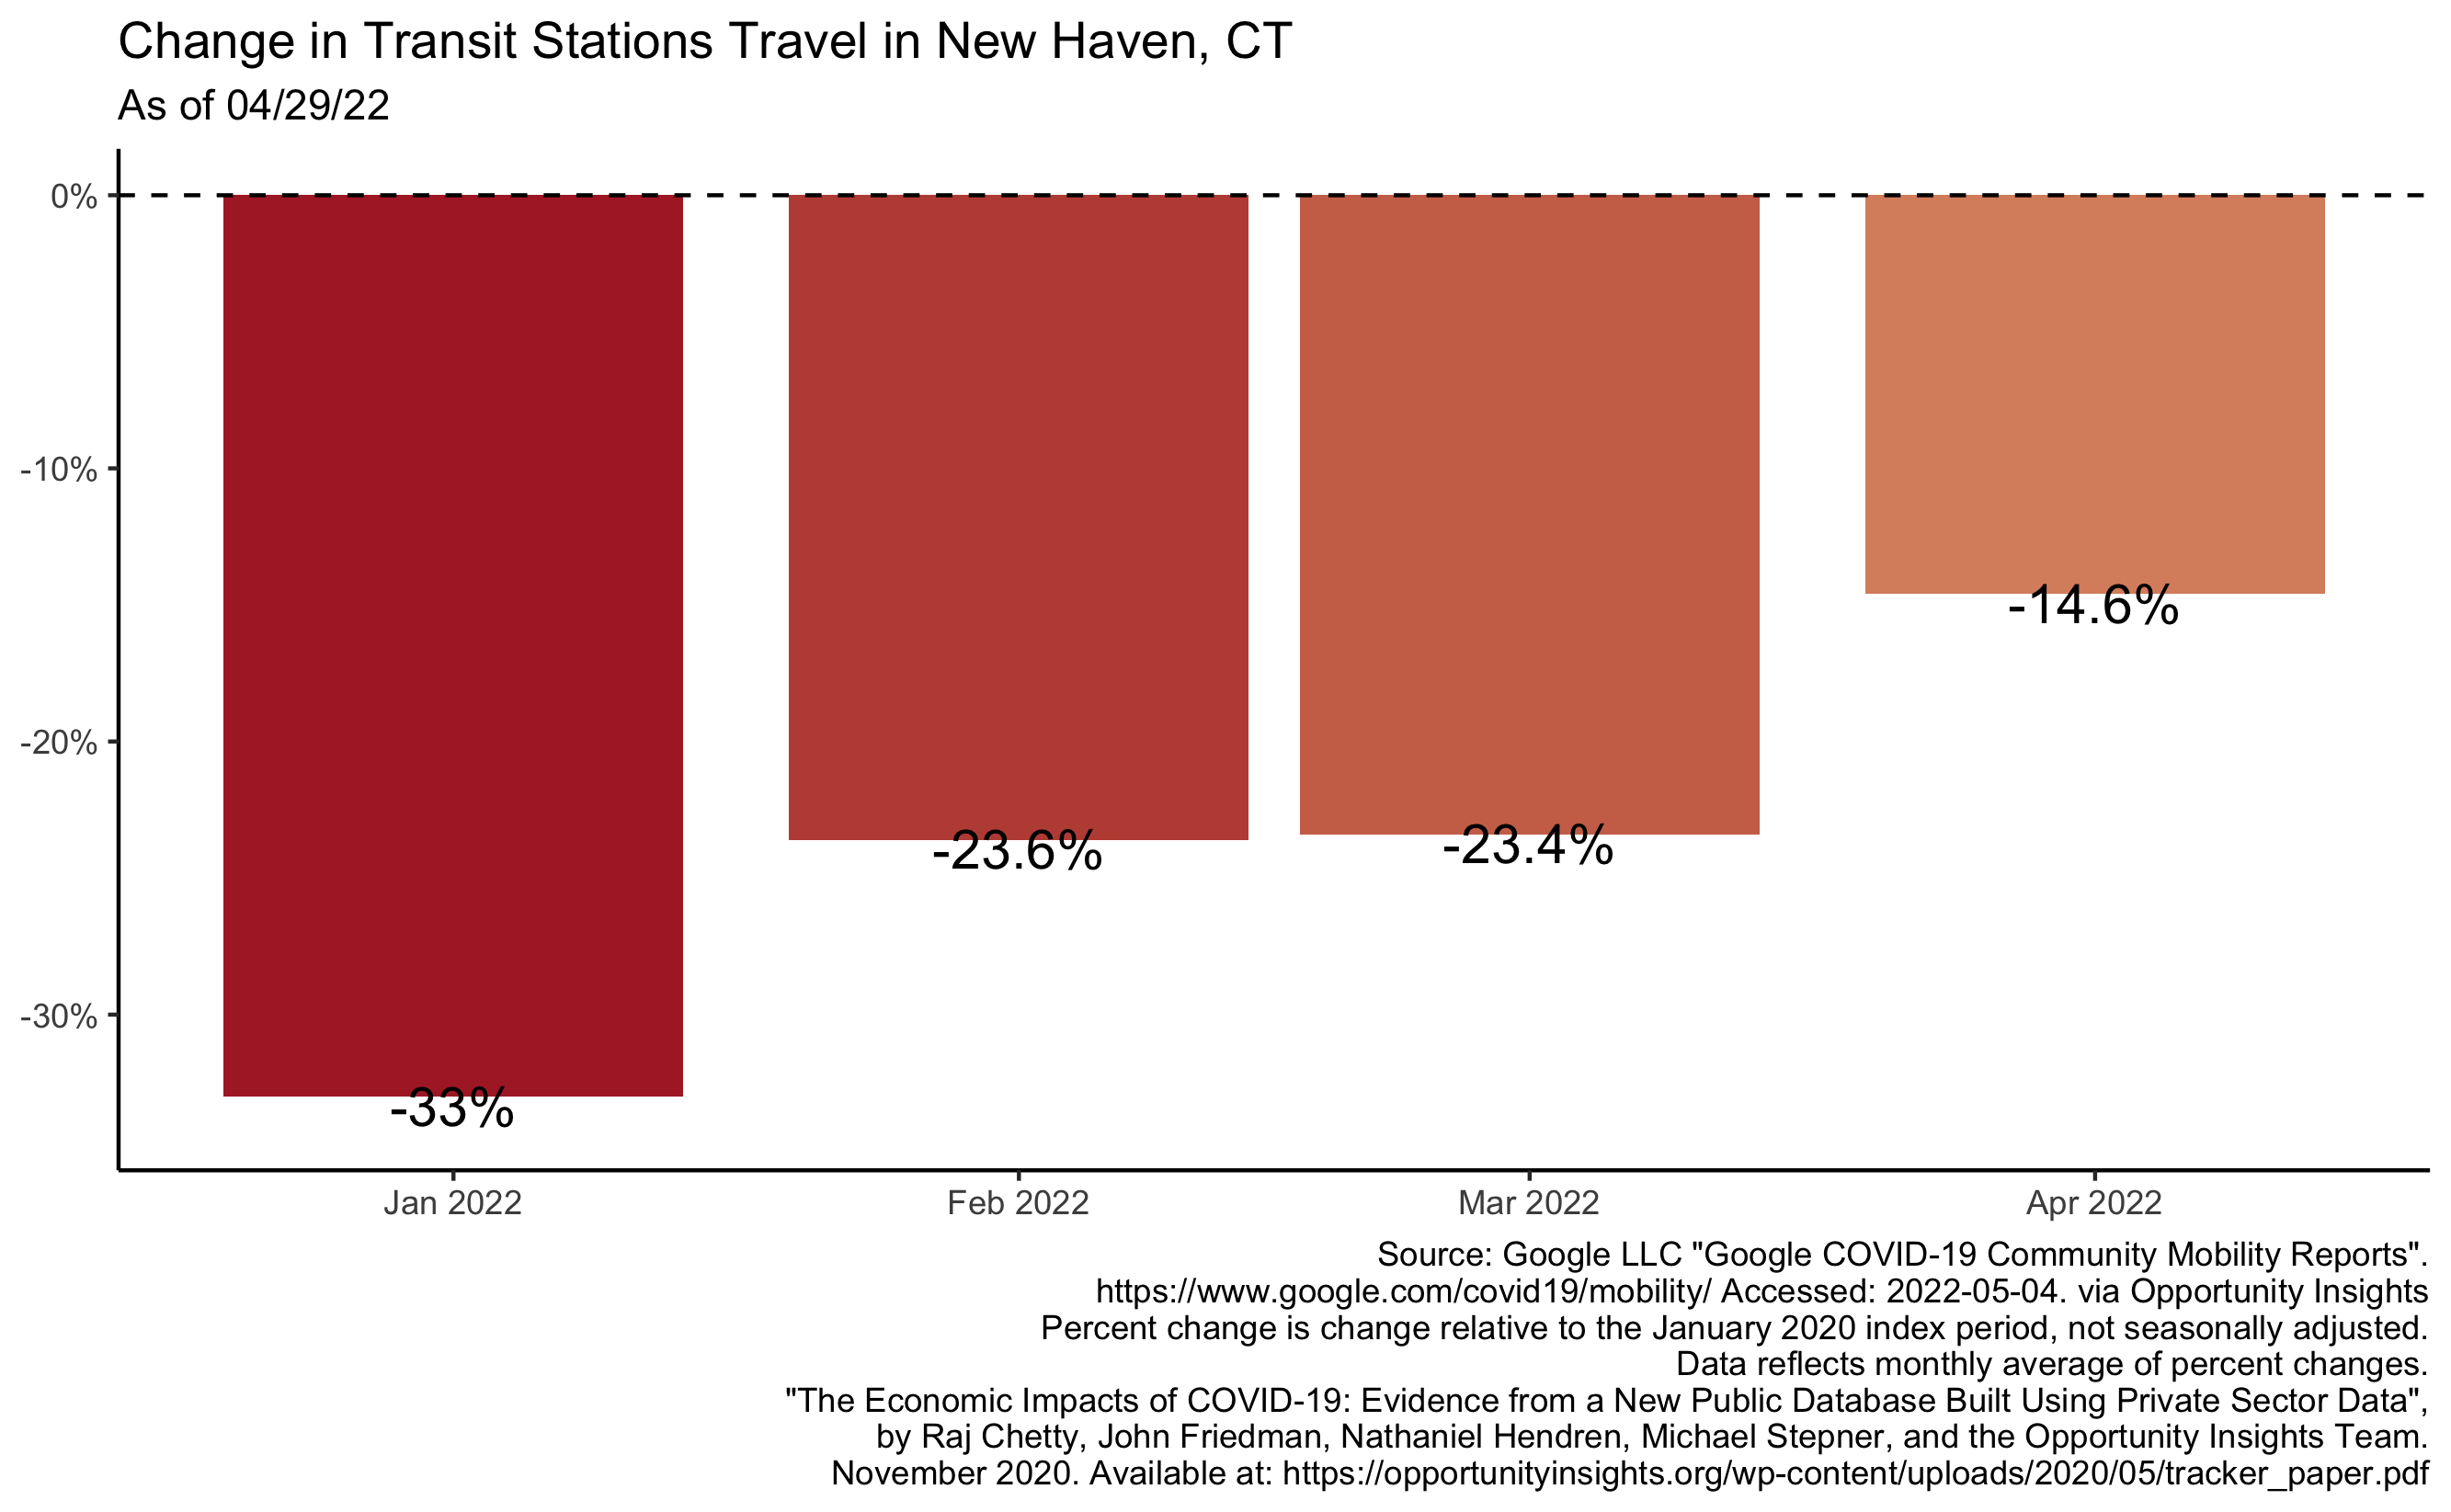 Change in Transit Stations Travel in New Haven, CT
As of 04/29/22
0%
-10%
-20%
-30%
-33%
-23.6%
-23.4%
-14.6%
Jan 2022
Feb 2022
Mar 2022
Apr 2022
Source: Google LLC "Google COVID-19 Community Mobility Reports".
https://www.google.com/covid19/mobility/ Accessed: 2022-05-04. via Opportunity Insights
Percent change is change relative to the January 2020 index period, not seasonally adjusted.
Data reflects monthly average of percent changes.
"The Economic Impacts of COVID-19: Evidence from a New Public Database Built Using Private Sector Data",
by Raj Chetty, John Friedman, Nathaniel Hendren, Michael Stepner, and the Opportunity Insights Team.
November 2020. Available at: https://opportunityinsights.org/wp-content/uploads/2020/05/tracker_paper.pdf